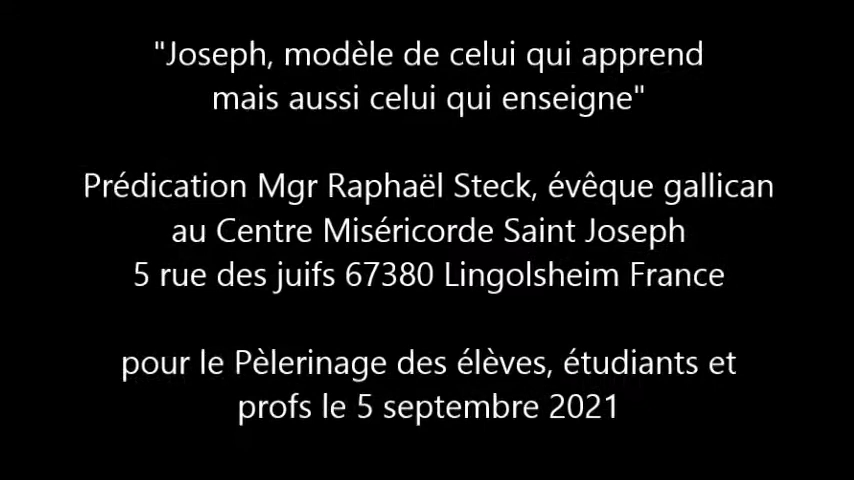 "Joseph, modèle de celui qui apprend
mais aussi celui qui enseigne"
Prédication Mgr Raphaël Steck, évêque gallican
au Centre Miséricorde Saint Joseph
5 rue des juifs 67380 Lingolsheim France
pour le Pèlerinage des élèves, étudiants et
profs le 5 septembre 2021